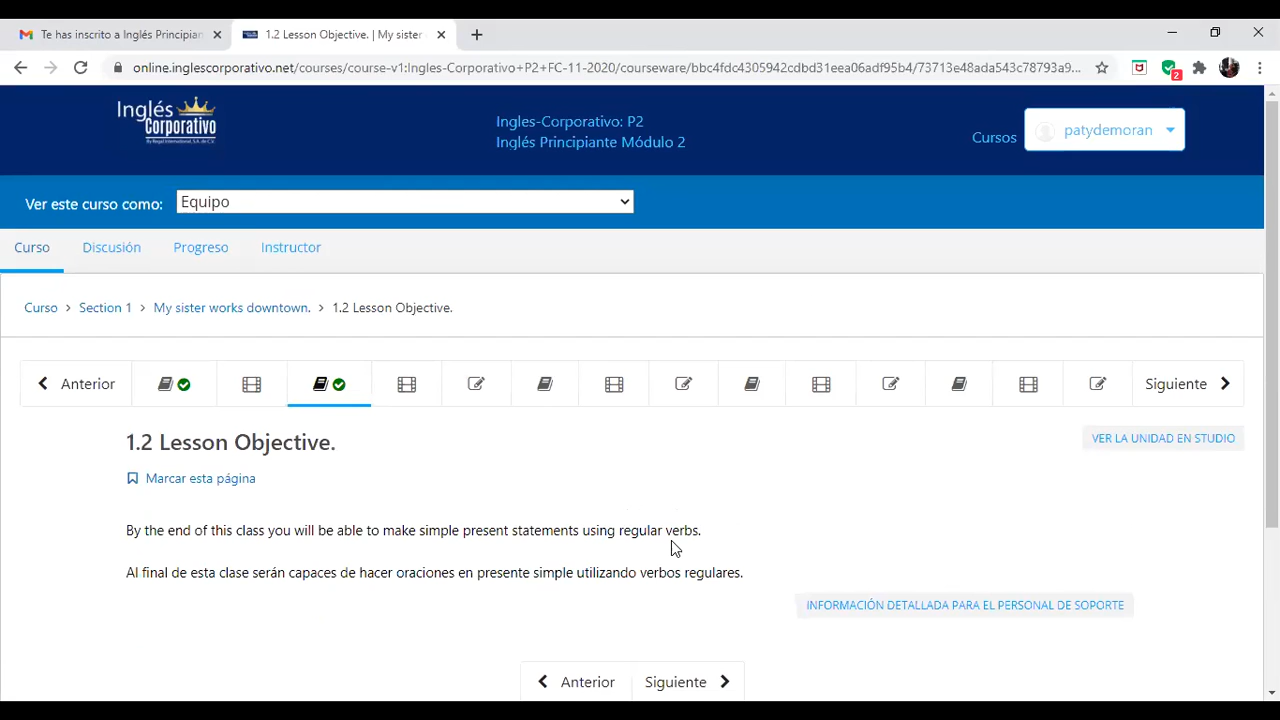 Te has inscrito a Inglés Principian
1.2 Lesson Objective. | My sister
online.inglescorporativo.net/courses/course-v1:Ingles-Corporativo+P2+FC-11-2020/courseware/bbc4fdc4305942cdbd31eea06adf95b4/73713e48ada543c78793a9...
2
Inglés
Corporativo
By Regal International, S.A. de C.V.
Ingles-Corporativo: P2
Inglés Principiante Módulo 2
Cursos
patydemoran
Ver este curso como:
Equipo
Curso
Discusión
Progreso
Instructor
Curso > Section 1 > My sister works downtown. > 1.2 Lesson Objective.
Anterior
Siguiente
1.2 Lesson Objective.
VER LA UNIDAD EN STUDIO
Marcar esta página
By the end of this class you will be able to make simple present statements using regular verbs.
Al final de esta clase serán capaces de hacer oraciones en presente simple utilizando verbos regulares.
INFORMACIÓN DETALLADA PARA EL PERSONAL DE SOPORTE
Anterior
Siguiente